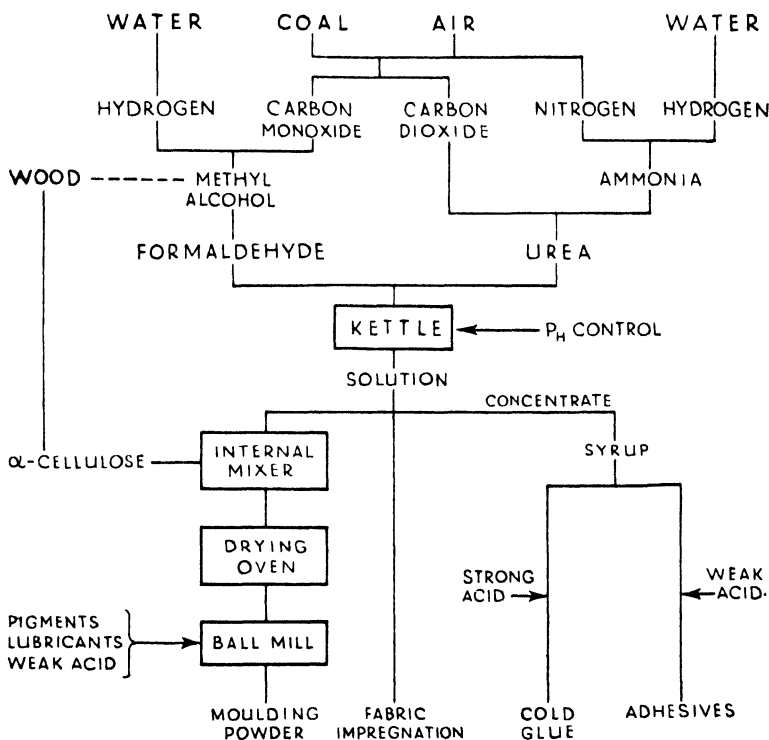 WATER COAL AIR WATER
HYDROGEN CARBON MONOXIDE CARBON DIOXIDE NITROGEN HYDROGEN
WOOD METHYL ALCOHOL AMMONIA
FORMALDEHYDE UREA
KETTLE PH CONTROL
SOLUTION
CONCENTRATE
α-CELLULOSE INTERNAL MIXER SYRUP
DRYING OVEN
STRONG ACID WEAK ACID.
PIGMENTS
LUBRICANTS
WEAK ACID
BALL MILL
MOULDING POWDER FABRIC IMPREGNATION COLD GLUE ADHESIVES